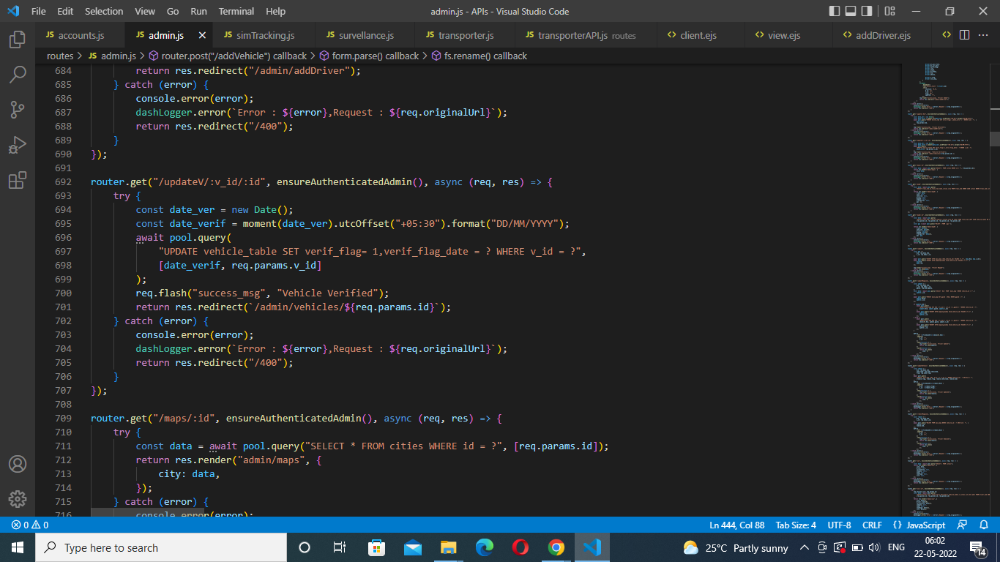 File Edit Selection View Go Run Terminal Help admin.js - APIs - Visual Studio Code
JS accounts.js JS admin.js JS simTracking.js JS survellance.js JS transporter.js JS transporterAPI.js routes <> client.ejs <> view.ejs <> addDriver.ejs <>
routes > JS admin.js > router.post("/addVehicle") callback > form.parse() callback > fs.rename() callback
684 return res.redirect("/admin/addDriver");
685 } catch (error) {
686 console.error(error);
687 dashLogger.error(`Error : ${error},Request : ${req.originalUrl}`);
688 return res.redirect("/400");
689 }
690 });
691
692 router.get("/updateV/:v_id/:id", ensureAuthenticatedAdmin(), async (req, res) => {
693 try {
694 const date_ver = new Date();
695 const date_verif = moment(date_ver).utcOffset("+05:30").format("DD/MM/YYYY");
696 await pool.query(
697 "UPDATE vehicle_table SET verif_flag= 1,verif_flag_date = ? WHERE v_id = ?",
698 [date_verif, req.params.v_id]
699 );
700 req.flash("success_msg", "Vehicle Verified");
701 return res.redirect(`/admin/vehicles/${req.params.id}`);
702 } catch (error) {
703 console.error(error);
704 dashLogger.error(`Error : ${error},Request : ${req.originalUrl}`);
705 return res.redirect("/400");
706 }
707 });
708
709 router.get("/maps/:id", ensureAuthenticatedAdmin(), async (req, res) => {
710 try {
711 const data = await pool.query("SELECT * FROM cities WHERE id = ?", [req.params.id]);
712 return res.render("admin/maps", {
713 city: data,
714 });
715 } catch (error) {
716 console.error(error);
0 0 Ln 444, Col 88 Tab Size: 4 UTF-8 CRLF {} JavaScript
Type here to search 25°C Partly sunny ENG 06:02
22-05-2022 14